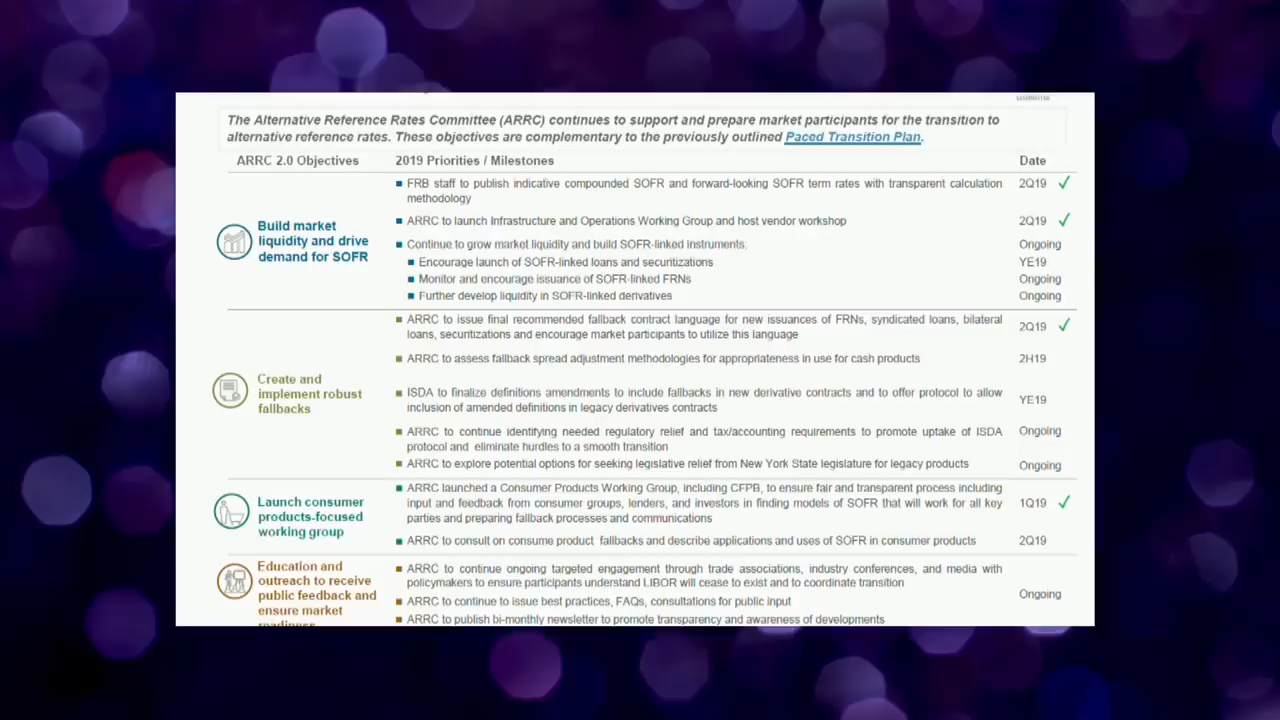 The Alternative Reference Rates Committee (ARRC) continues to support and prepare market participants for the transition to
alternative reference rates. These objectives are complementary to the previously outlined Paced Transition Plan.
ARRC 2.0 Objectives
2019 Priorities / Milestones
Date
Build market
liquidity and drive
demand for SOFR
FRB staff to publish indicative compounded SOFR and forward-looking SOFR term rates with transparent calculation
methodology
2Q19 ✓
ARRC to launch Infrastructure and Operations Working Group and host vendor workshop
2Q19 ✓
Continue to grow market liquidity and build SOFR-linked instruments:
Ongoing
Encourage launch of SOFR-linked loans and securitizations
YE19
Monitor and encourage issuance of SOFR-linked FRNs
Ongoing
Further develop liquidity in SOFR-linked derivatives
Ongoing
Create and
implement robust
fallbacks
ARRC to issue final recommended fallback contract language for new issuances of FRNs, syndicated loans, bilateral
loans, securitizations and encourage market participants to utilize this language
2Q19 ✓
ARRC to assess fallback spread adjustment methodologies for appropriateness in use for cash products
2H19
ISDA to finalize definitions amendments to include fallbacks in new derivative contracts and to offer protocol to allow
inclusion of amended definitions in legacy derivatives contracts
YE19
ARRC to continue identifying needed regulatory relief and tax/accounting requirements to promote uptake of ISDA
protocol and eliminate hurdles to a smooth transition
Ongoing
ARRC to explore potential options for seeking legislative relief from New York State legislature for legacy products
Ongoing
Launch consumer
products-focused
working group
ARRC launched a Consumer Products Working Group, including CFPB, to ensure fair and transparent process including
input and feedback from consumer groups, lenders, and investors in finding models of SOFR that will work for all key
parties and preparing fallback processes and communications
1Q19 ✓
ARRC to consult on consume product fallbacks and describe applications and uses of SOFR in consumer products
2Q19
Education and
outreach to receive
public feedback and
ensure market
readiness
ARRC to continue ongoing targeted engagement through trade associations, industry conferences, and media with
policymakers to ensure participants understand LIBOR will cease to exist and to coordinate transition
ARRC to continue to issue best practices, FAQs, consultations for public input
Ongoing
ARRC to publish bi-monthly newsletter to promote transparency and awareness of developments